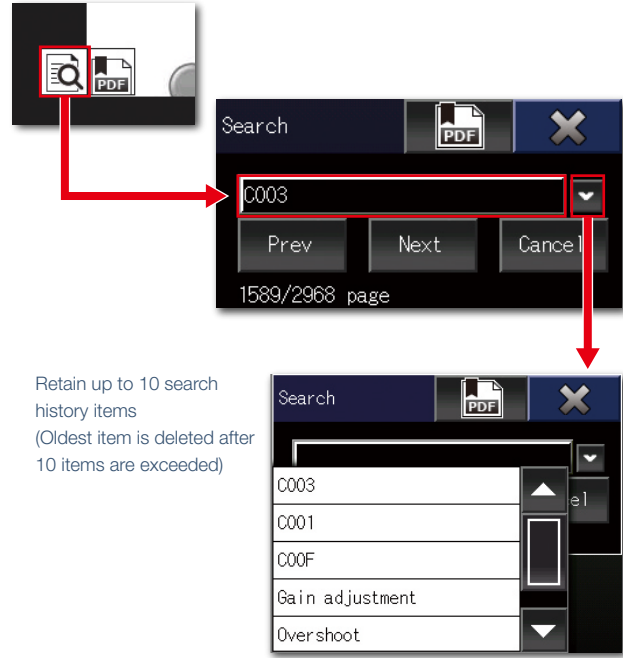 PDF
Search
PDF
C003
Prev Next Cancel
1589/2968 page
Retain up to 10 search
history items
(Oldest item is deleted after
10 items are exceeded)
Search
PDF
el
C003
C001
C00F
Gain adjustment
Overshoot